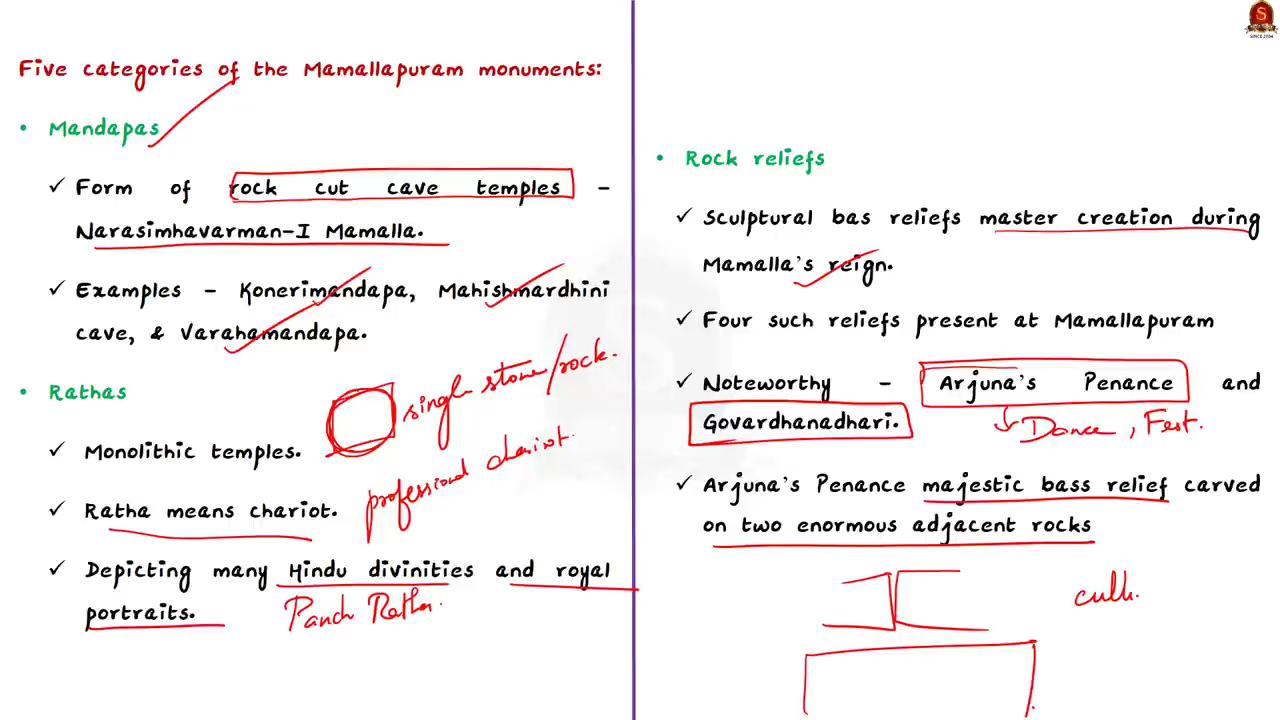 Five categories of the Mamallapuram monuments:
• Mandapas
✓ Form of rock cut cave temples –
Narasimhavarman-I Mamalla.
✓ Examples – Konerimandapa, Mahishmardhini
cave, & Varahamandapa.
• Rathas
single stone/rock.
✓ Monolithic temples.
professional chariot.
✓ Ratha means chariot.
✓ Depicting many Hindu divinities and royal
portraits.
Panch Ratha.
S
SINCE 2004
• Rock reliefs
✓ Sculptural bas reliefs master creation during
Mamalla's reign.
✓ Four such reliefs present at Mamallapuram
✓ Noteworthy – Arjuna's Penance and
Govardhanadhari.
Dance, Fest.
✓ Arjuna's Penance majestic bass relief carved
on two enormous adjacent rocks